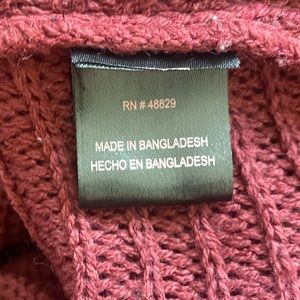 RN # 48829
MADE IN BANGLADESH
HECHO EN BANGLADESH